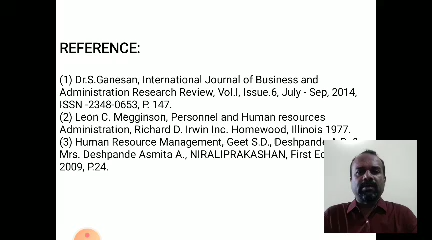 REFERENCE:
(1) Dr.S.Ganesan, International Journal of Business and
Administration Research Review, Vol.I, Issue.6, July - Sep, 2014,
ISSN -2348-0653, P. 147.
(2) Leon C. Megginson, Personnel and Human resources
Administration, Richard D. Irwin Inc. Homewood, Illinois 1977.
(3) Human Resource Management, Geet S.D., Deshpande
Mrs. Deshpande Asmita A., NIRALIPRAKASHAN, First
2009, P.24.